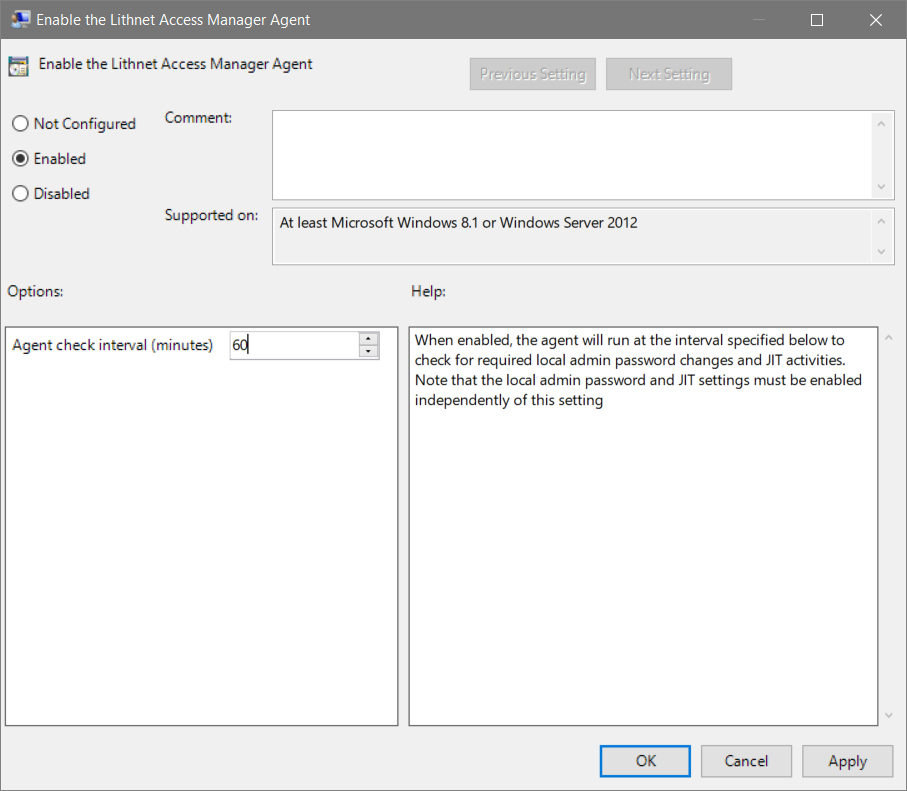 Enable the Lithnet Access Manager Agent
Enable the Lithnet Access Manager Agent
Previous Setting
Next Setting
Not Configured
Comment:
Enabled
Disabled
Supported on:
At least Microsoft Windows 8.1 or Windows Server 2012
Options:
Help:
Agent check interval (minutes)
60
When enabled, the agent will run at the interval specified below to
check for required local admin password changes and JIT activities.
Note that the local admin password and JIT settings must be enabled
independently of this setting
OK
Cancel
Apply